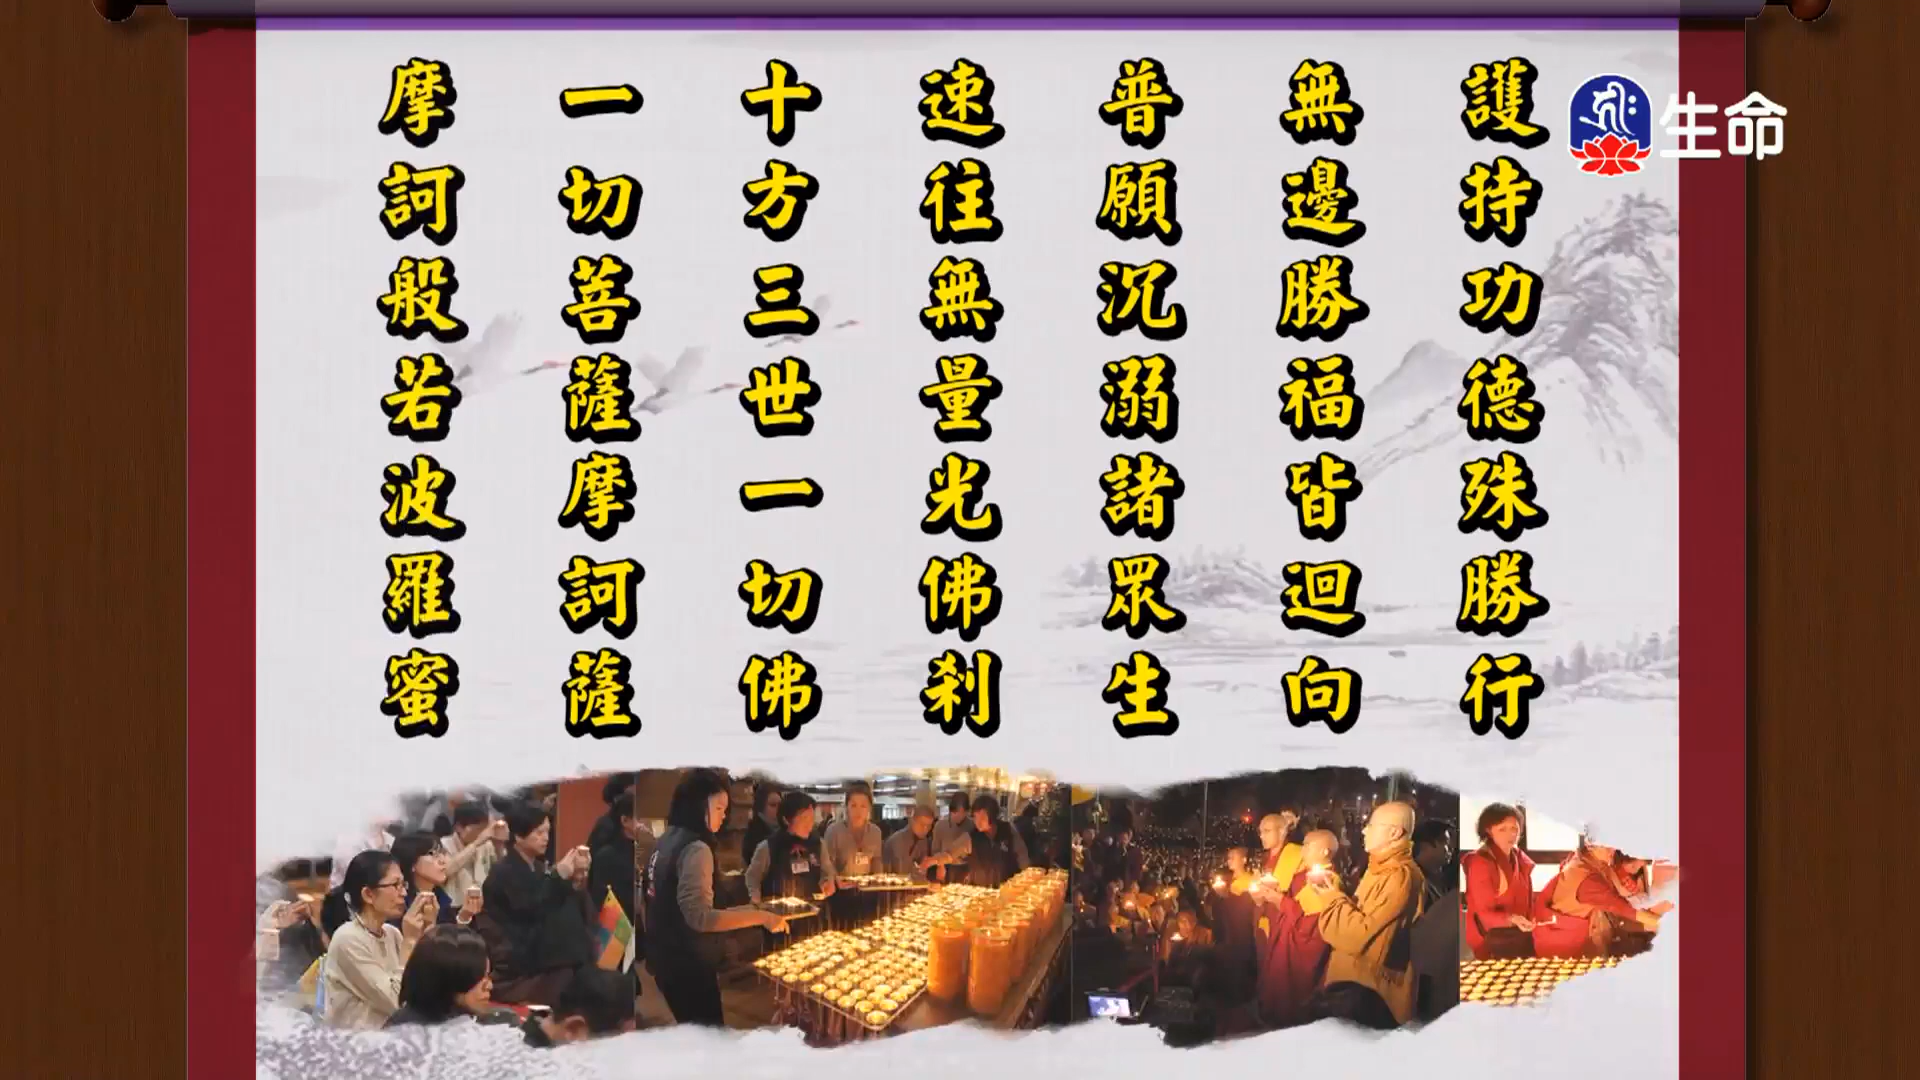 護持功德殊勝行
無邊勝福皆迴向
普願沉溺諸眾生
速往無量光佛刹
十方三世一切佛
一切菩薩摩訶薩
摩訶般若波羅蜜
生命